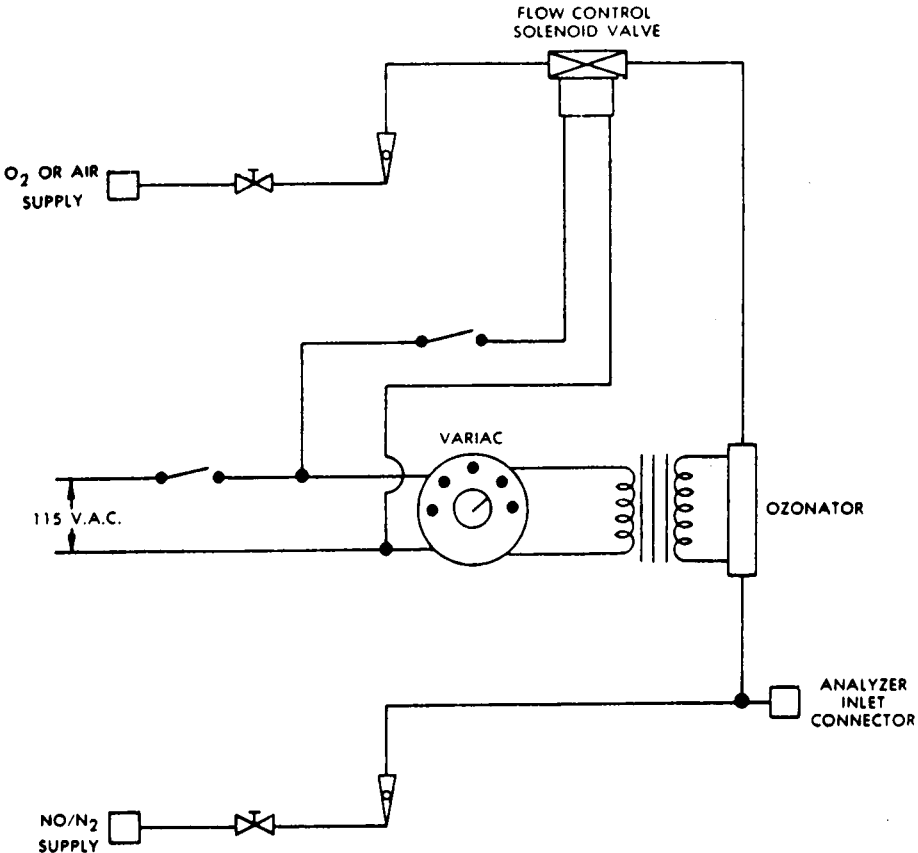 FLOW CONTROL
SOLENOID VALVE
O2 OR AIR
SUPPLY
VARIAC
115 V.A.C.
OZONATOR
ANALYZER
INLET
CONNECTOR
NO/N2
SUPPLY